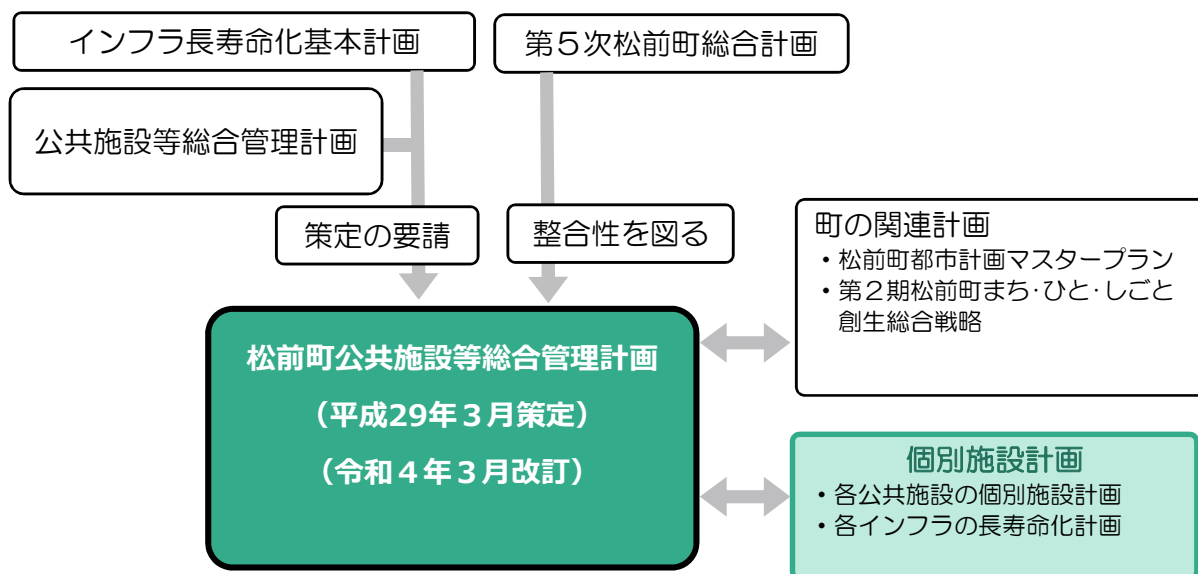 インフラ長寿命化基本計画
第５次松前町総合計画
公共施設等総合管理計画
策定の要請
整合性を図る
町の関連計画
・松前町都市計画マスタープラン
・第２期松前町まち･ひと･しごと
創生総合戦略
松前町公共施設等総合管理計画
（平成29年３月策定）
（令和４年３月改訂）
個別施設計画
・各公共施設の個別施設計画
・各インフラの長寿命化計画